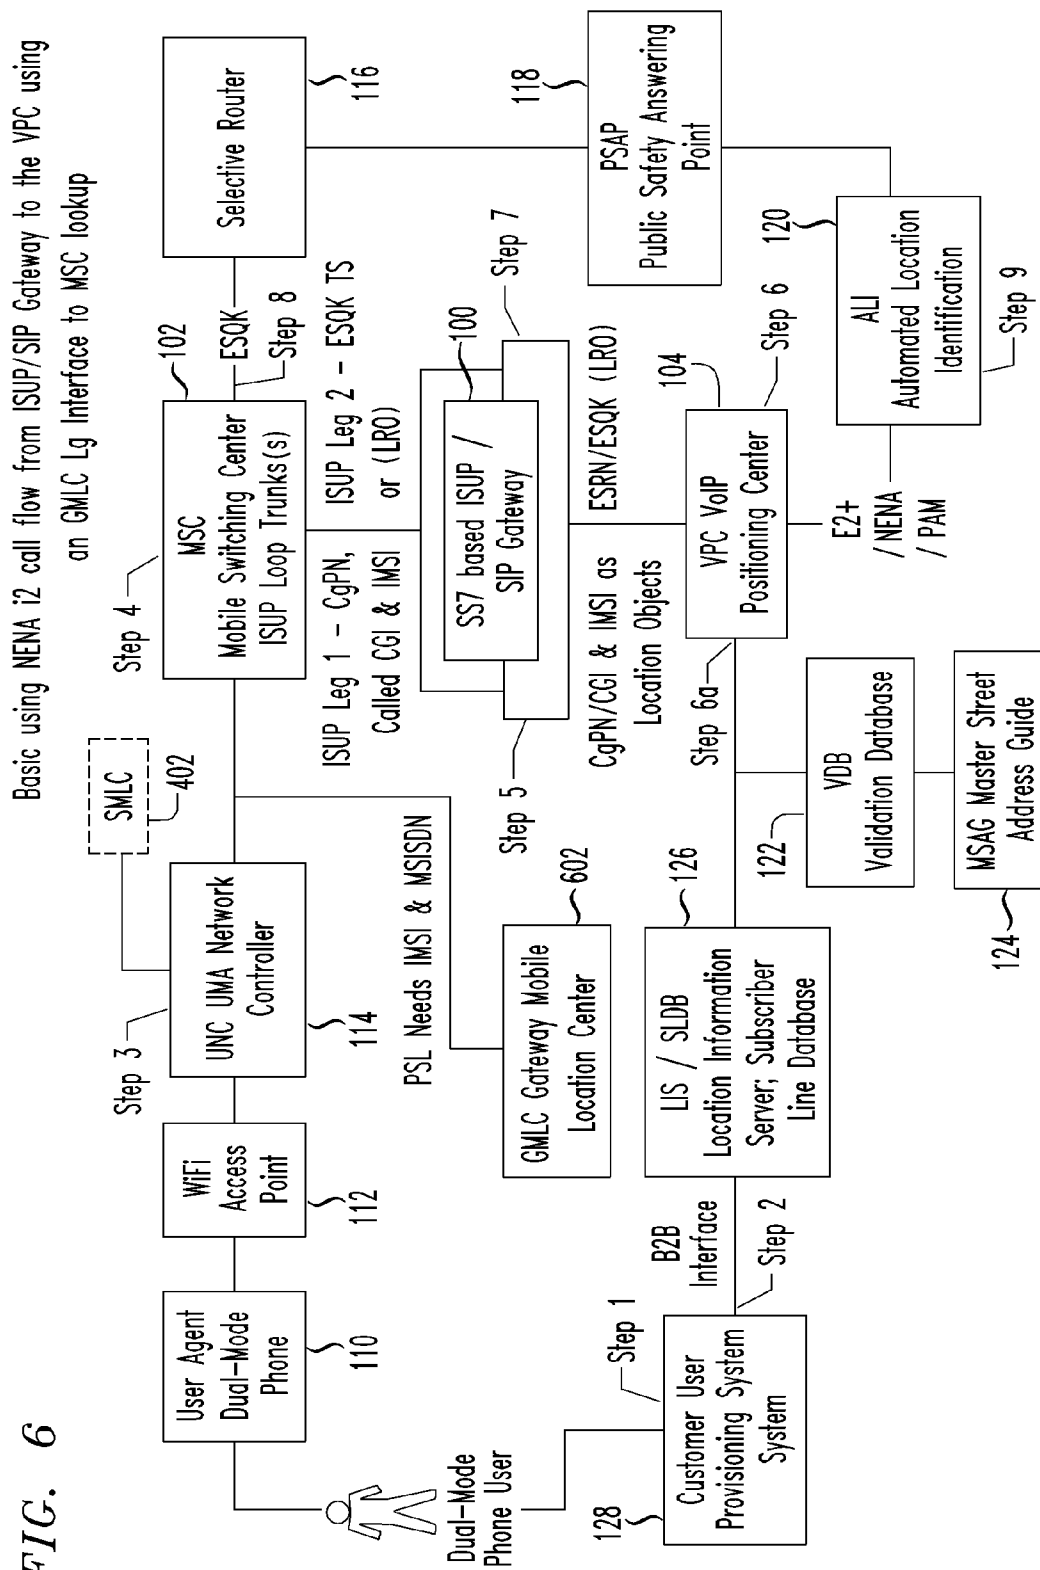 FIG. 6
Basic using NENA i2 call flow from ISUP/SIP Gateway to the VPC using
an GMLC Lg Interface to MSC lookup
User Agent
Dual-Mode
Phone
110
WiFi
Access
Point
112
Step 3
UNC UMA Network
Controller
114
SMLC
402
Step 4
MSC
Mobile Switching Center
ISUP Loop Trunks(s)
102
ESQK
Step 8
Selective Router
116
Dual-Mode
Phone User
PSL Needs IMSI & MSISDN
GMLC Gateway Mobile
Location Center
602
ISUP Leg 1 - CgPN,
Called CGI & IMSI
ISUP Leg 2 - ESQK TS
or (LRO)
SS7 based ISUP /
SIP Gateway
100
Step 5
Step 7
PSAP
Public Safety Answering
Point
118
CgPN/CGI & IMSI as
Location Objects
ESRN/ESQK (LRO)
Step 1
Customer User
Provisioning System
System
128
B2B
Interface
Step 2
LIS / SLDB
Location Information
Server; Subscriber
Line Database
126
Step 6a
VPC VoIP
Positioning Center
104
Step 6
122
VDB
Validation Database
124
MSAG Master Street
Address Guide
E2+
/NENA
/ PAM
ALI
Automated Location
Identification
120
Step 9